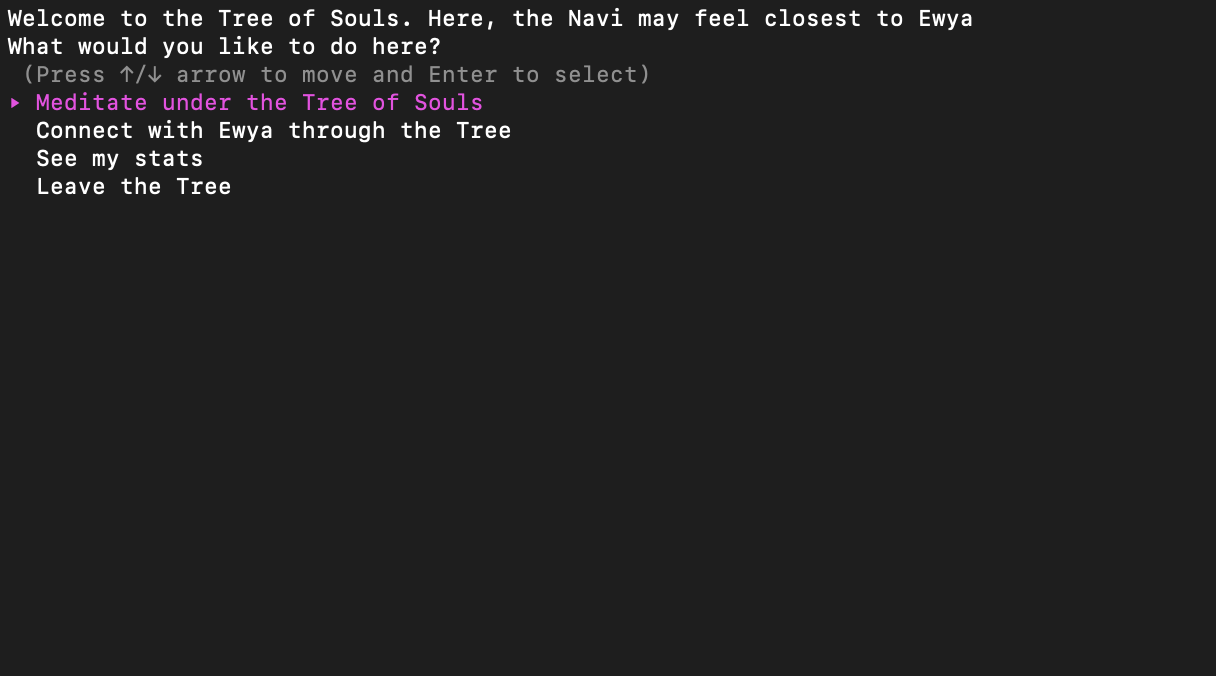 Welcome to the Tree of Souls. Here, the Navi may feel closest to Ewya
What would you like to do here?
(Press ↑/↓ arrow to move and Enter to select)
▸ Meditate under the Tree of Souls
Connect with Ewya through the Tree
See my stats
Leave the Tree